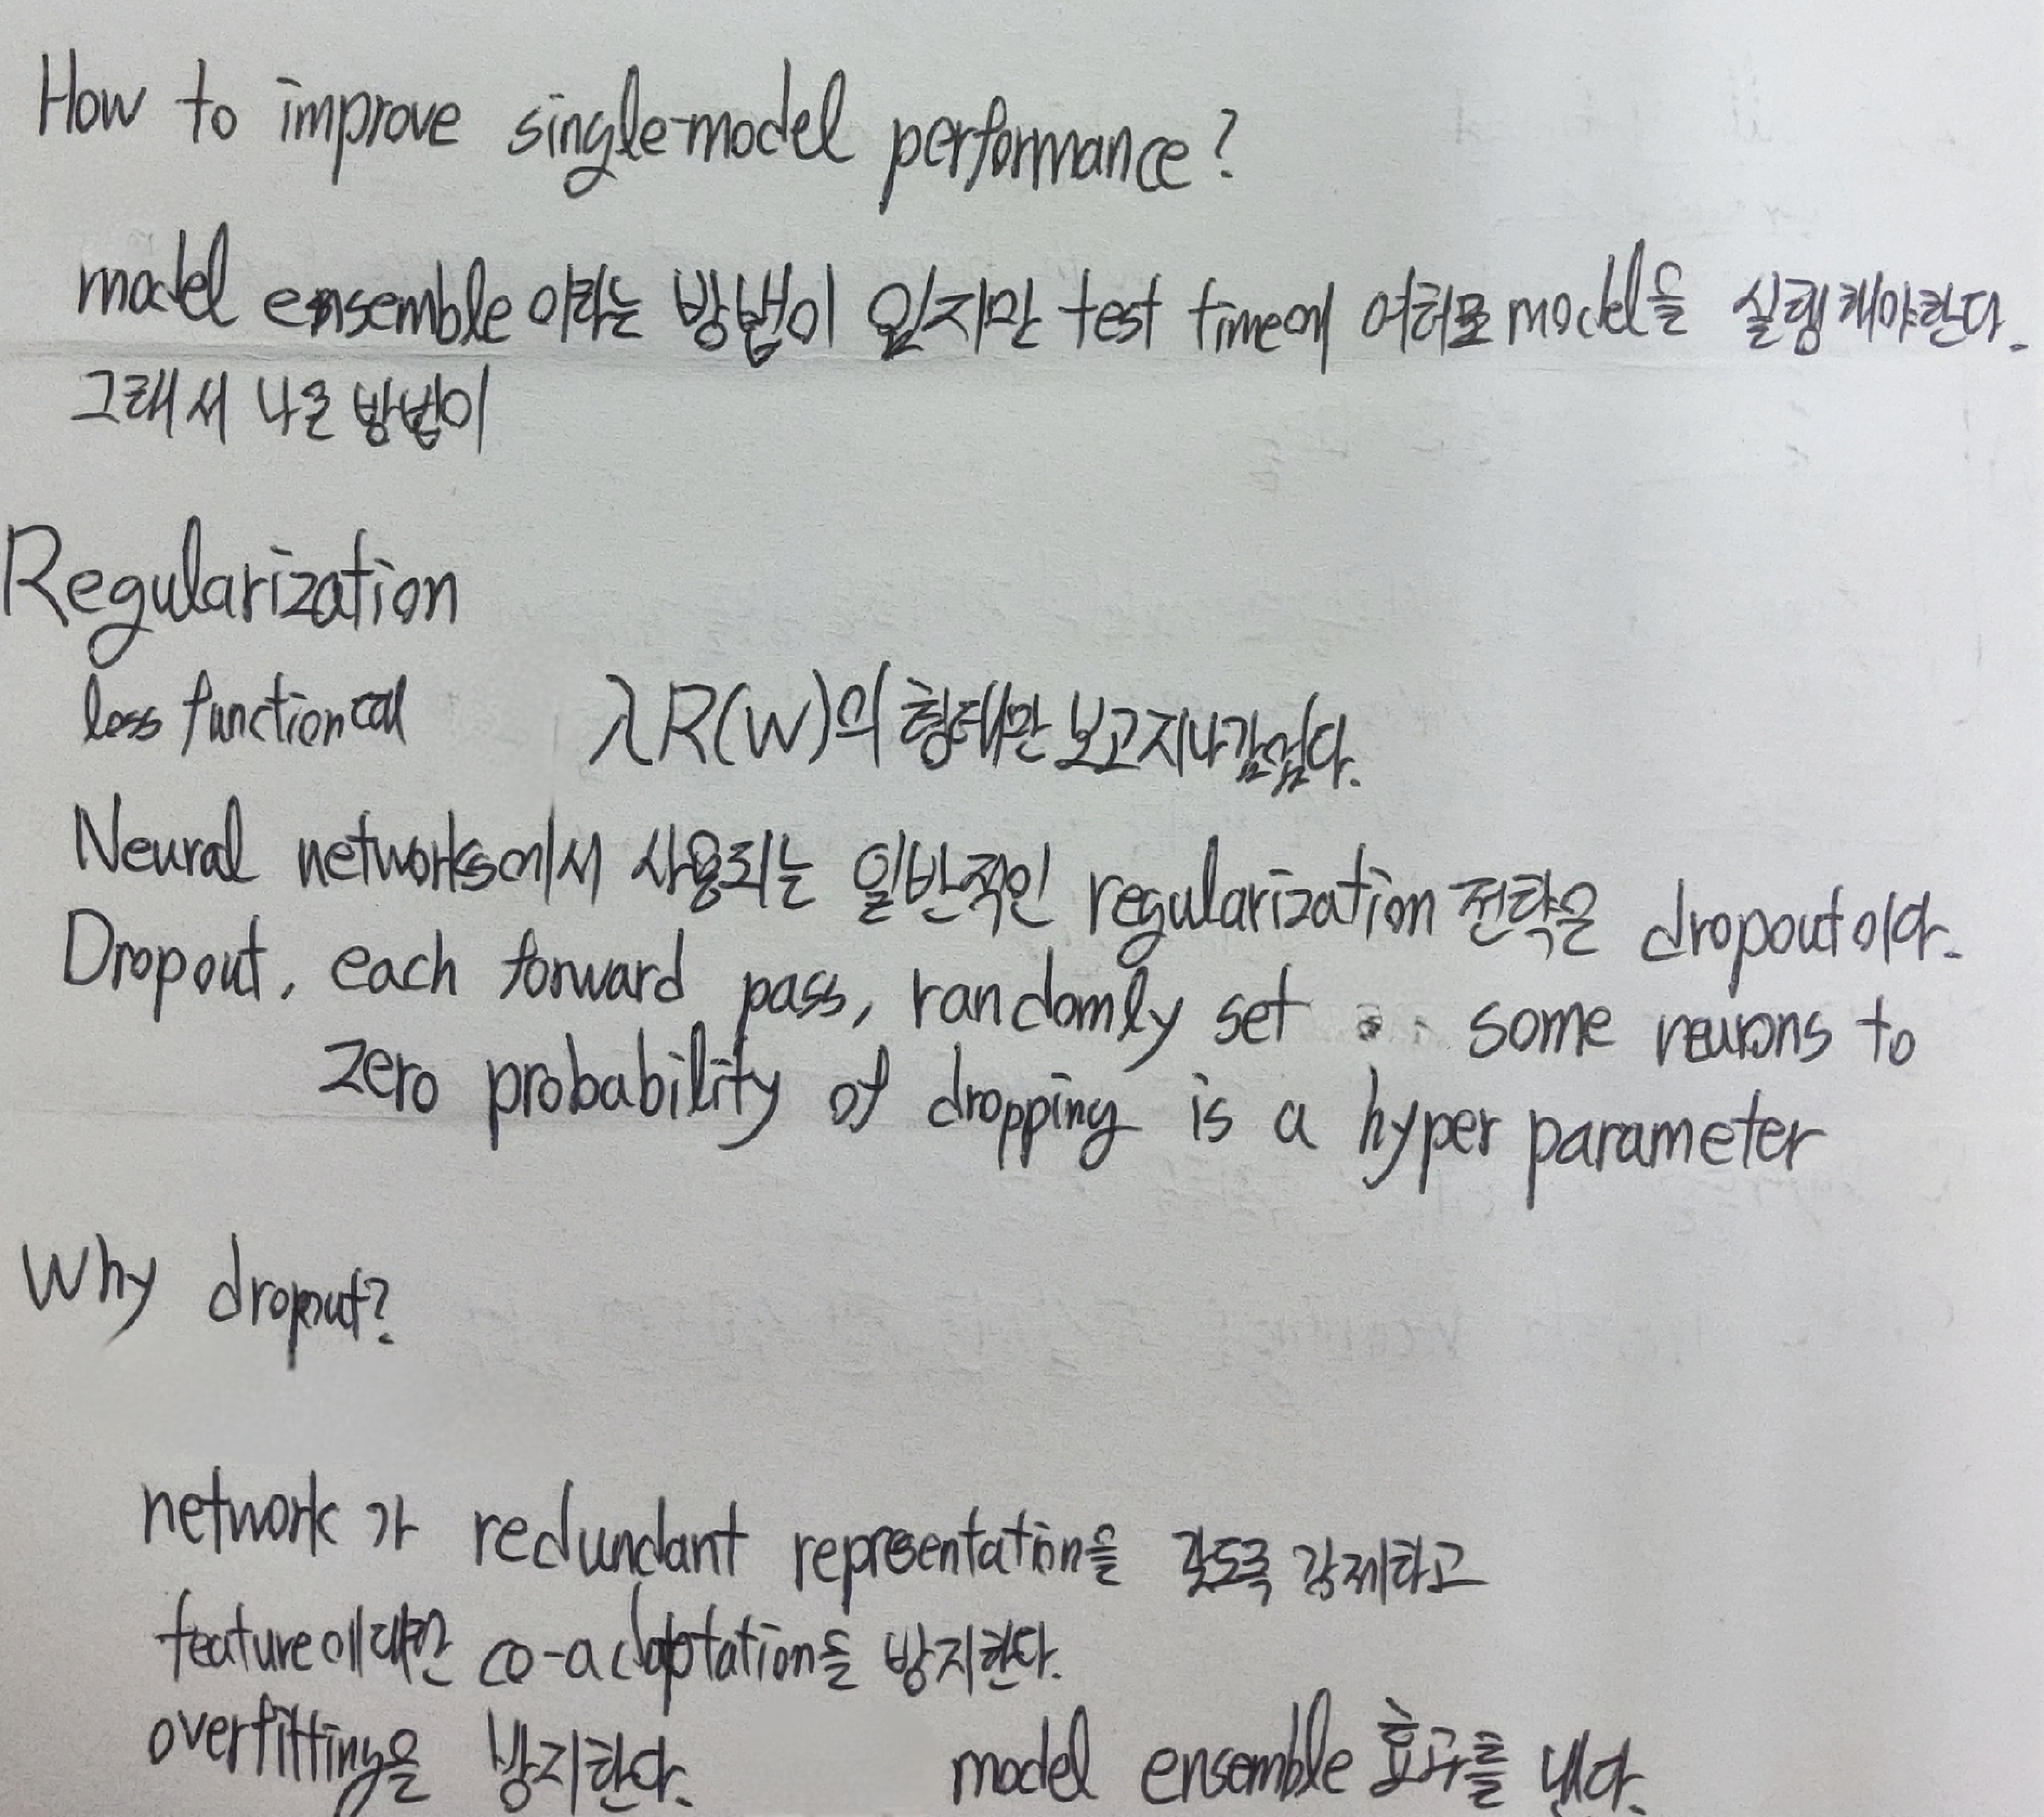 How to improve single-model performance?
model ensemble 이라는 방법이 있지만 test time에 여러모 model을 실행해야한다.
그래서 나온 방법이
Regularization
loss function때 λR(W)의 형태만 보고지나갔었다.
Neural networks에서 사용되는 일반적인 regularization 전략은 dropout이다.
Dropout, each forward pass, randomly set some neurons to
zero probability of dropping is a hyper parameter
Why dropout?
network가 redundant representation을 갖도록 강제하고
feature에대한 co-adaptation을 방지한다.
overfitting을 방지한다. model ensemble 효과를 낸다.